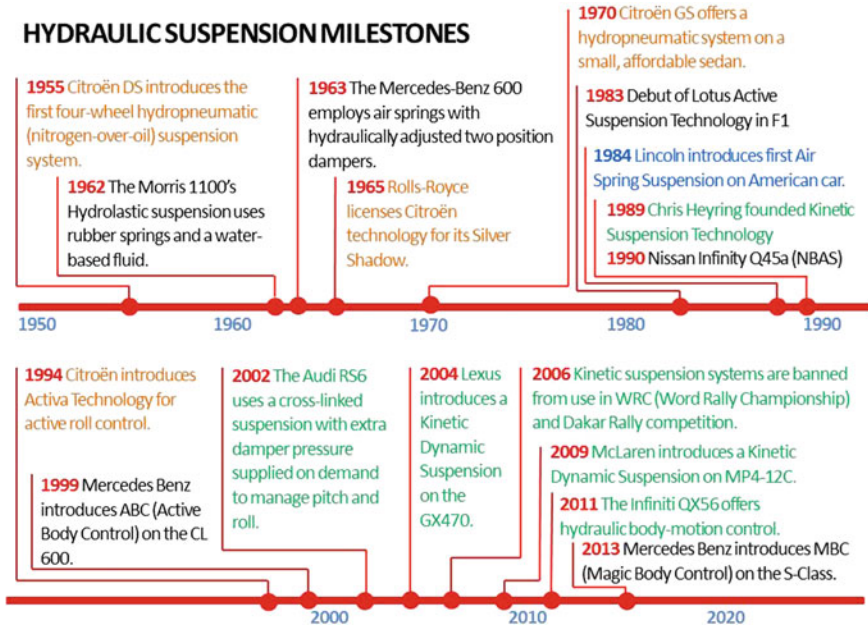 HYDRAULIC SUSPENSION MILESTONES
1955 Citroën DS introduces the
first four-wheel hydropneumatic
(nitrogen-over-oil) suspension
system.
1962 The Morris 1100's
Hydrolastic suspension uses
rubber springs and a water-
based fluid.
1963 The Mercedes-Benz 600
employs air springs with
hydraulically adjusted two position
dampers.
1965 Rolls-Royce
licenses Citroën
technology for its Silver
Shadow.
1970 Citroën GS offers a
hydropneumatic system on a
small, affordable sedan.
1983 Debut of Lotus Active
Suspension Technology in F1
1984 Lincoln introduces first Air
Spring Suspension on American car.
1989 Chris Heyring founded Kinetic
Suspension Technology
1990 Nissan Infinity Q45a (NBAS)
1950 1960 1970 1980 1990
1994 Citroën introduces
Activa Technology for
active roll control.
1999 Mercedes Benz
introduces ABC (Active
Body Control) on the CL
600.
2002 The Audi RS6
uses a cross-linked
suspension with extra
damper pressure
supplied on demand
to manage pitch and
roll.
2004 Lexus
introduces a
Kinetic
Dynamic
Suspension
on the
GX470.
2006 Kinetic suspension systems are banned
from use in WRC (Word Rally Championship)
and Dakar Rally competition.
2009 McLaren introduces a Kinetic
Dynamic Suspension on MP4-12C.
2011 The Infiniti QX56 offers
hydraulic body-motion control.
2013 Mercedes Benz introduces MBC
(Magic Body Control) on the S-Class.
2000 2010 2020